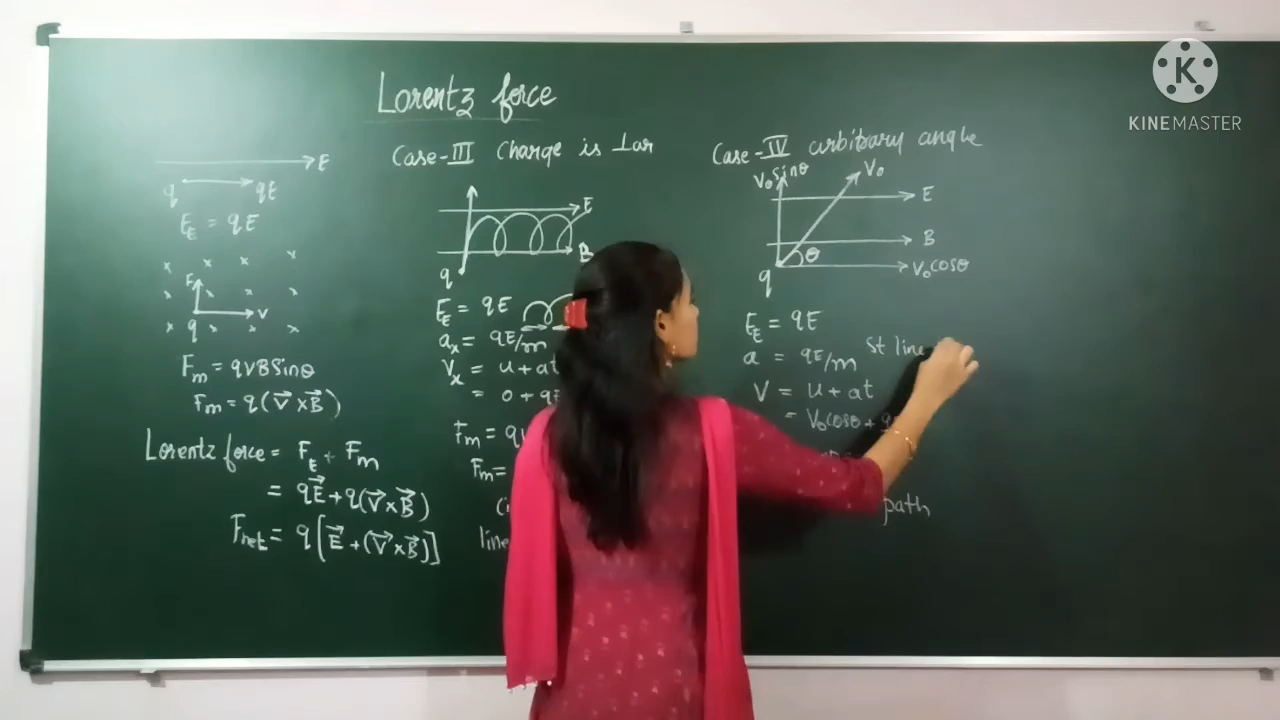 Lorentz force
E
q qE
F_E = qE
F
V
q
F_m = qVBSinθ
F_m = q(V⃗ × B⃗)
Lorentz force = F_E + F_m
= qE⃗ + q(V⃗ × B⃗)
F_net = q[E⃗ + (V⃗ × B⃗)]
Case-III Charge is ⊥ar
E
B
q
F_E = qE
a_x = qE/m
V_x = u + at
= 0 +
F_m =
F_m =
line
Case-IV arbitrary angle
V₀sinθ V₀
E
B
θ
q V₀cosθ
F_E = qE
a = qE/m St line
V = u + at
= V₀cosθ +
path
KINEMASTER